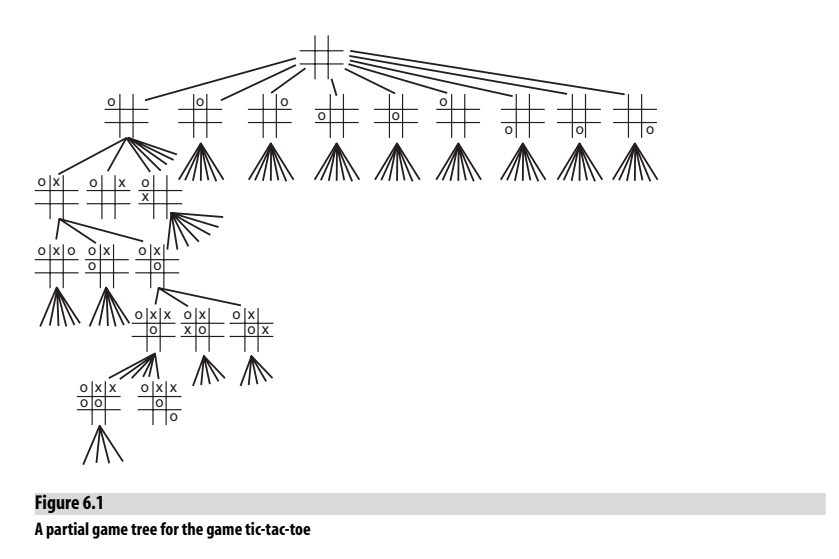 o o o o o o o o o
o x o x o
x
o x o o x o x
o o
o x x o x o x
o x o o x
o x x o x x
o o o
o
Figure 6.1
A partial game tree for the game tic-tac-toe